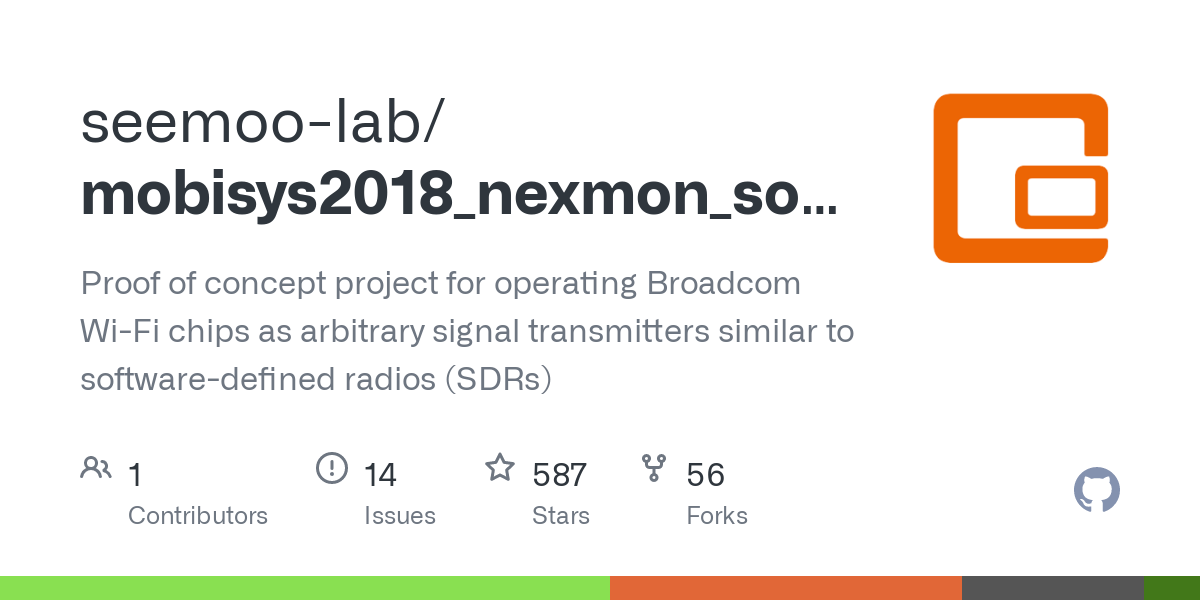 seemoo-lab/
mobisys2018_nexmon_so...
Proof of concept project for operating Broadcom
Wi-Fi chips as arbitrary signal transmitters similar to
software-defined radios (SDRs)
1 14 587 56
Contributors Issues Stars Forks